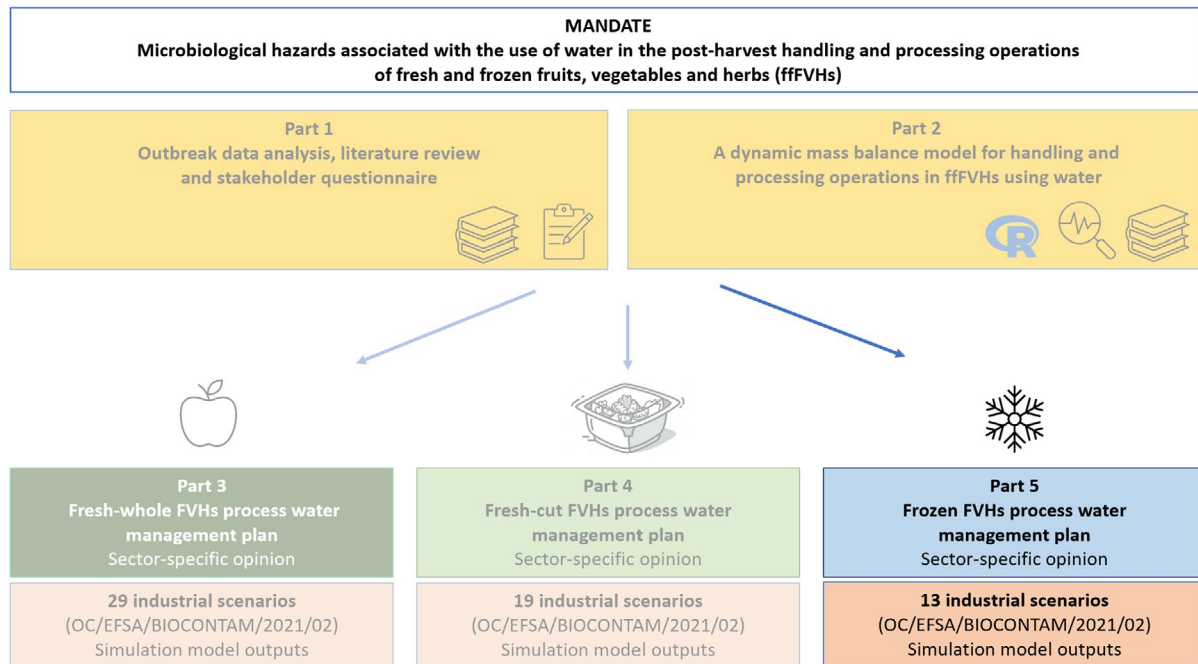 MANDATE
Microbiological hazards associated with the use of water in the post-harvest handling and processing operations
of fresh and frozen fruits, vegetables and herbs (ffFVHs)
Part 1
Outbreak data analysis, literature review
and stakeholder questionnaire
Part 2
A dynamic mass balance model for handling and
processing operations in ffFVHs using water
R
Part 3
Fresh-whole FVHs process water
management plan
Sector-specific opinion
29 industrial scenarios
(OC/EFSA/BIOCONTAM/2021/02)
Simulation model outputs
Part 4
Fresh-cut FVHs process water
management plan
Sector-specific opinion
19 industrial scenarios
(OC/EFSA/BIOCONTAM/2021/02)
Simulation model outputs
Part 5
Frozen FVHs process water
management plan
Sector-specific opinion
13 industrial scenarios
(OC/EFSA/BIOCONTAM/2021/02)
Simulation model outputs